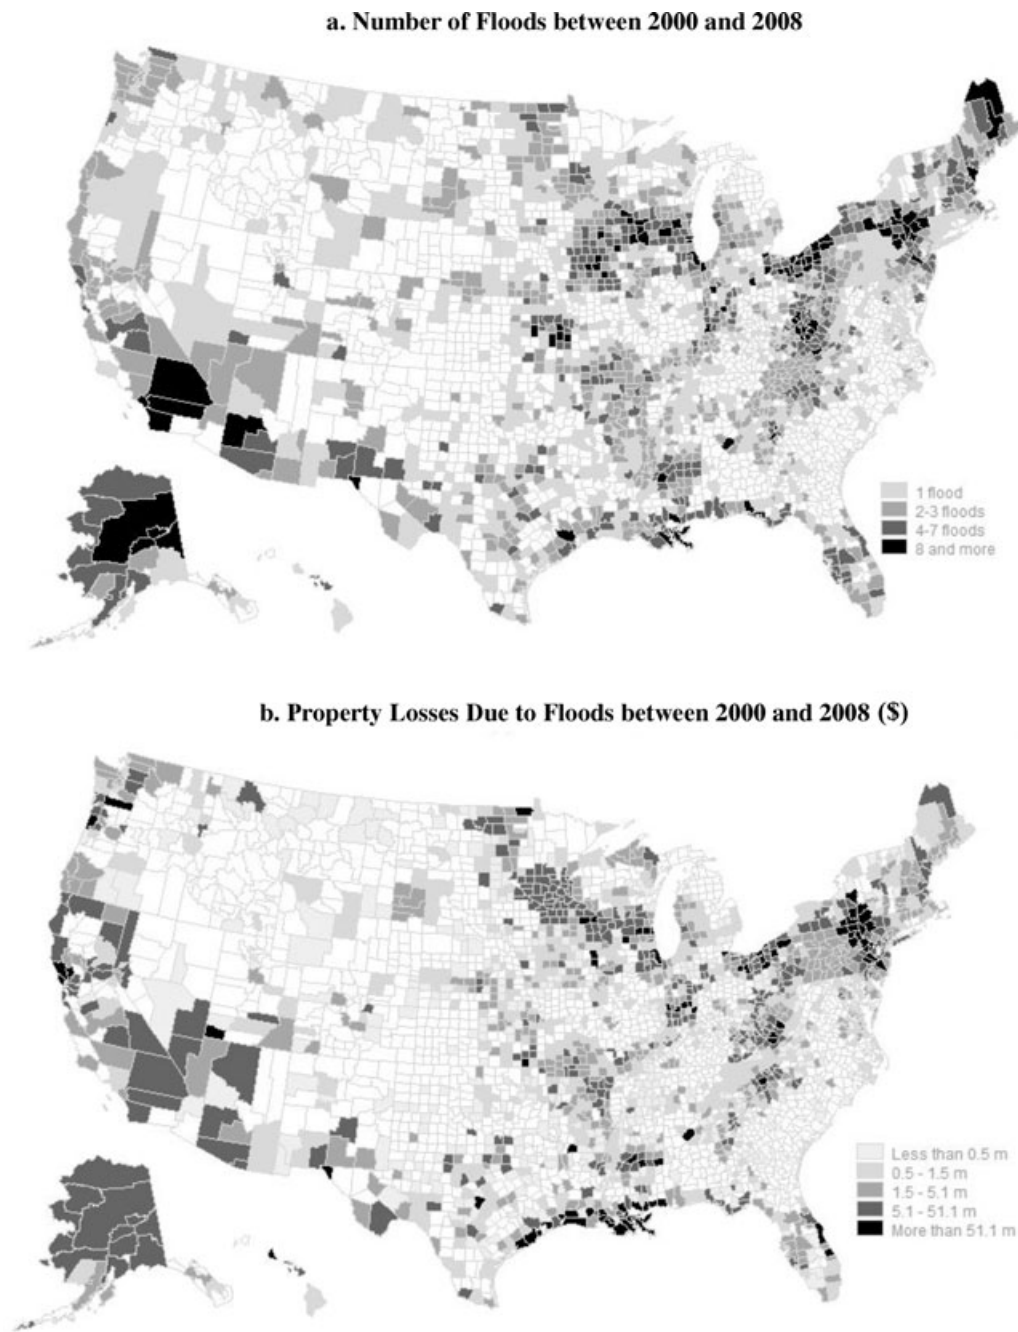 a. Number of Floods between 2000 and 2008
1 flood
2-3 floods
4-7 floods
8 and more
b. Property Losses Due to Floods between 2000 and 2008 ($)
Less than 0.5 m
0.5 - 1.5 m
1.5 - 5.1 m
5.1 - 51.1 m
More than 51.1 m